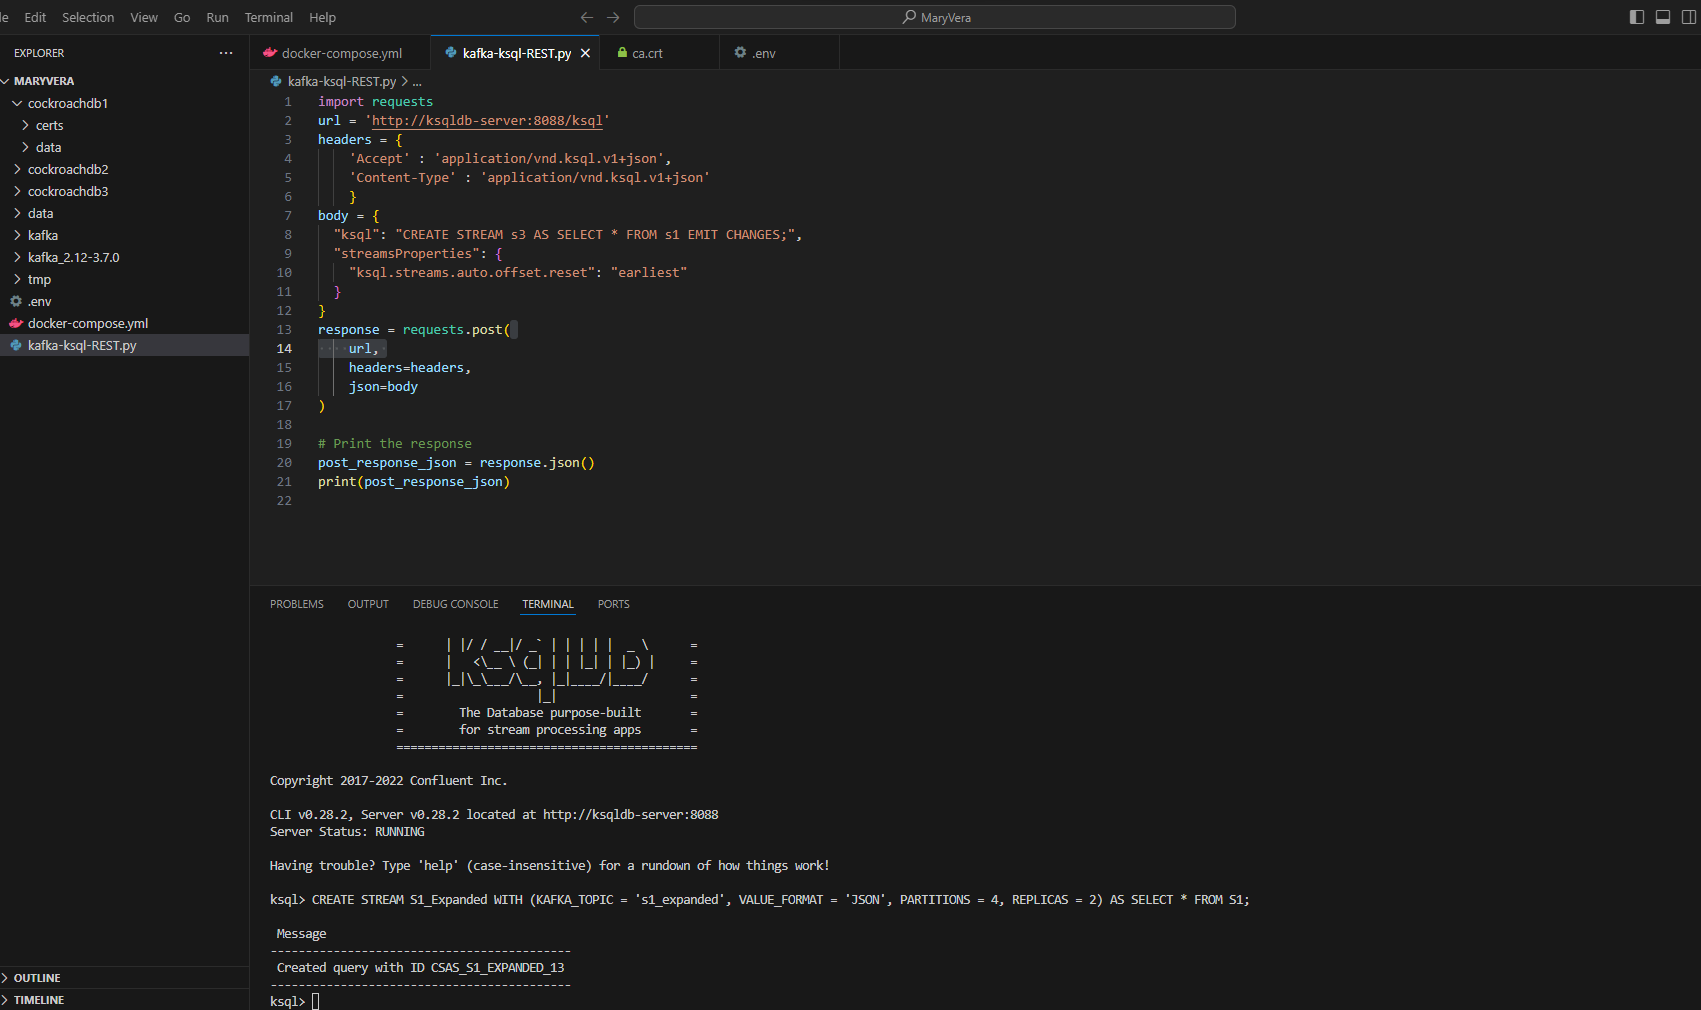 le Edit Selection View Go Run Terminal Help
MaryVera
EXPLORER ...
MARYVERA
cockroachdb1
certs
data
cockroachdb2
cockroachdb3
data
kafka
kafka_2.12-3.7.0
tmp
.env
docker-compose.yml
kafka-ksql-REST.py
OUTLINE
TIMELINE
docker-compose.yml kafka-ksql-REST.py ca.crt .env
kafka-ksql-REST.py > ...
1 import requests
2 url = 'http://ksqldb-server:8088/ksql'
3 headers = {
4 'Accept' : 'application/vnd.ksql.v1+json',
5 'Content-Type' : 'application/vnd.ksql.v1+json'
6 }
7 body = {
8 "ksql": "CREATE STREAM s3 AS SELECT * FROM s1 EMIT CHANGES;",
9 "streamsProperties": {
10 "ksql.streams.auto.offset.reset": "earliest"
11 }
12 }
13 response = requests.post(
14 url,
15 headers=headers,
16 json=body
17 )
18
19 # Print the response
20 post_response_json = response.json()
21 print(post_response_json)
22
PROBLEMS OUTPUT DEBUG CONSOLE TERMINAL PORTS
= | |/ / __|/ _` | | | | |  _ \ =
= |   <\__ \ (_| | | |_| | |_) | =
= |_|\_\___/\__, |_|____/|____/ =
= |_| =
= The Database purpose-built =
= for stream processing apps =
===========================================
Copyright 2017-2022 Confluent Inc.
CLI v0.28.2, Server v0.28.2 located at http://ksqldb-server:8088
Server Status: RUNNING
Having trouble? Type 'help' (case-insensitive) for a rundown of how things work!
ksql> CREATE STREAM S1_Expanded WITH (KAFKA_TOPIC = 's1_expanded', VALUE_FORMAT = 'JSON', PARTITIONS = 4, REPLICAS = 2) AS SELECT * FROM S1;
Message
-------------------------------------------
Created query with ID CSAS_S1_EXPANDED_13
-------------------------------------------
ksql>